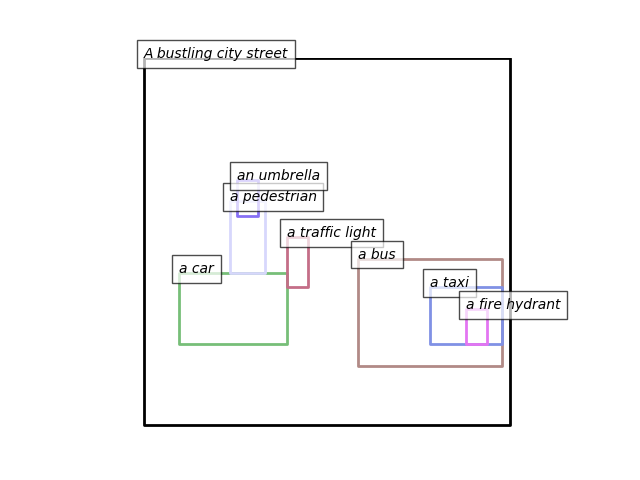 A bustling city street
an umbrella
a pedestrian
a traffic light
a bus
a car
a taxi
a fire hydrant